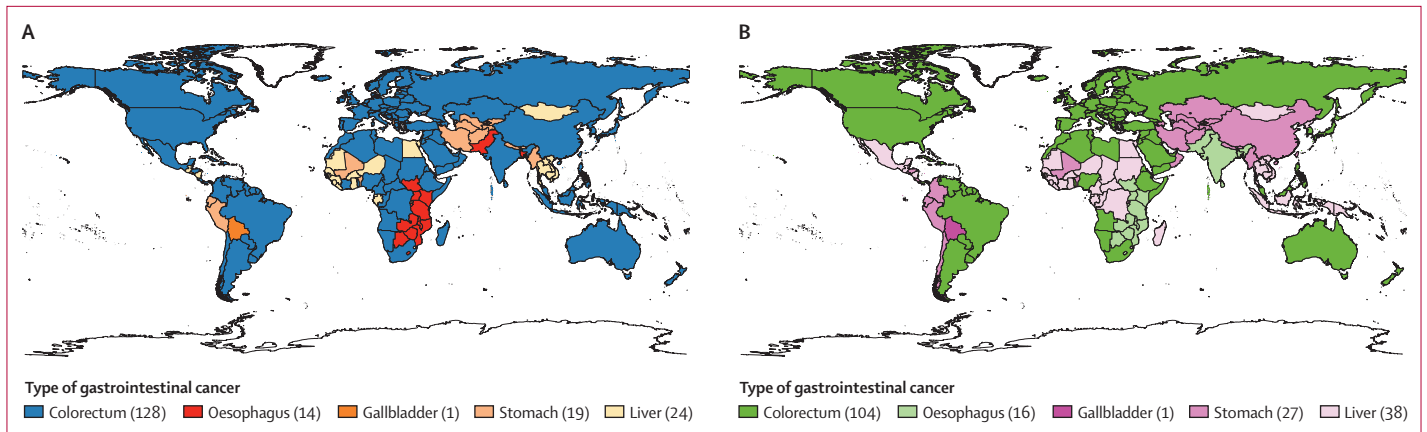 A
B
Type of gastrointestinal cancer
Colorectum (128) Oesophagus (14) Gallbladder (1) Stomach (19) Liver (24)
Type of gastrointestinal cancer
Colorectum (104) Oesophagus (16) Gallbladder (1) Stomach (27) Liver (38)